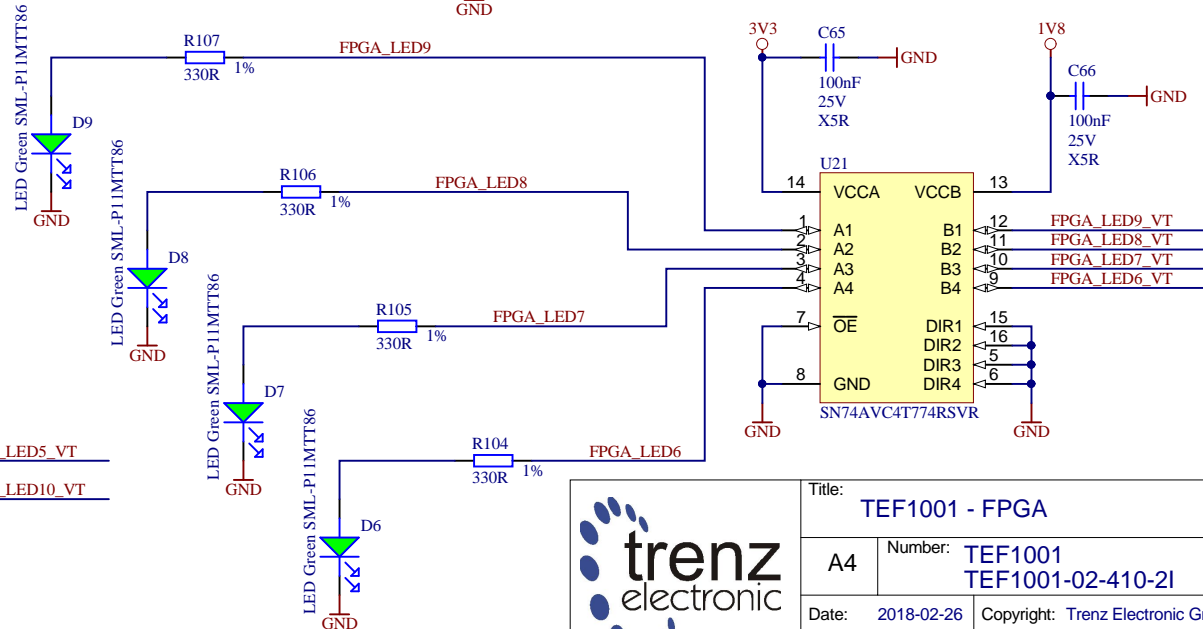 GND
LED Green SML-P11MTT86
R107
330R
1%
FPGA_LED9
D9
GND
3V3
C65
100nF
25V
X5R
GND
1V8
C66
100nF
25V
X5R
GND
LED Green SML-P11MTT86
R106
330R
1%
FPGA_LED8
D8
GND
U21
14 VCCA VCCB 13
1 A1 B1 12 FPGA_LED9_VT
2 A2 B2 11 FPGA_LED8_VT
3 A3 B3 10 FPGA_LED7_VT
4 A4 B4 9 FPGA_LED6_VT
7 OE DIR1 15
DIR2 16
DIR3 5
8 GND DIR4 6
SN74AVC4T774RSVR
GND
GND
LED Green SML-P11MTT86
R105
330R
1%
FPGA_LED7
D7
GND
LED Green SML-P11MTT86
R104
330R
1%
FPGA_LED6
D6
GND
_LED5_VT
_LED10_VT
trenz
electronic
Title:
TEF1001 - FPGA
A4
Number: TEF1001
TEF1001-02-410-2I
Date: 2018-02-26 Copyright: Trenz Electronic G